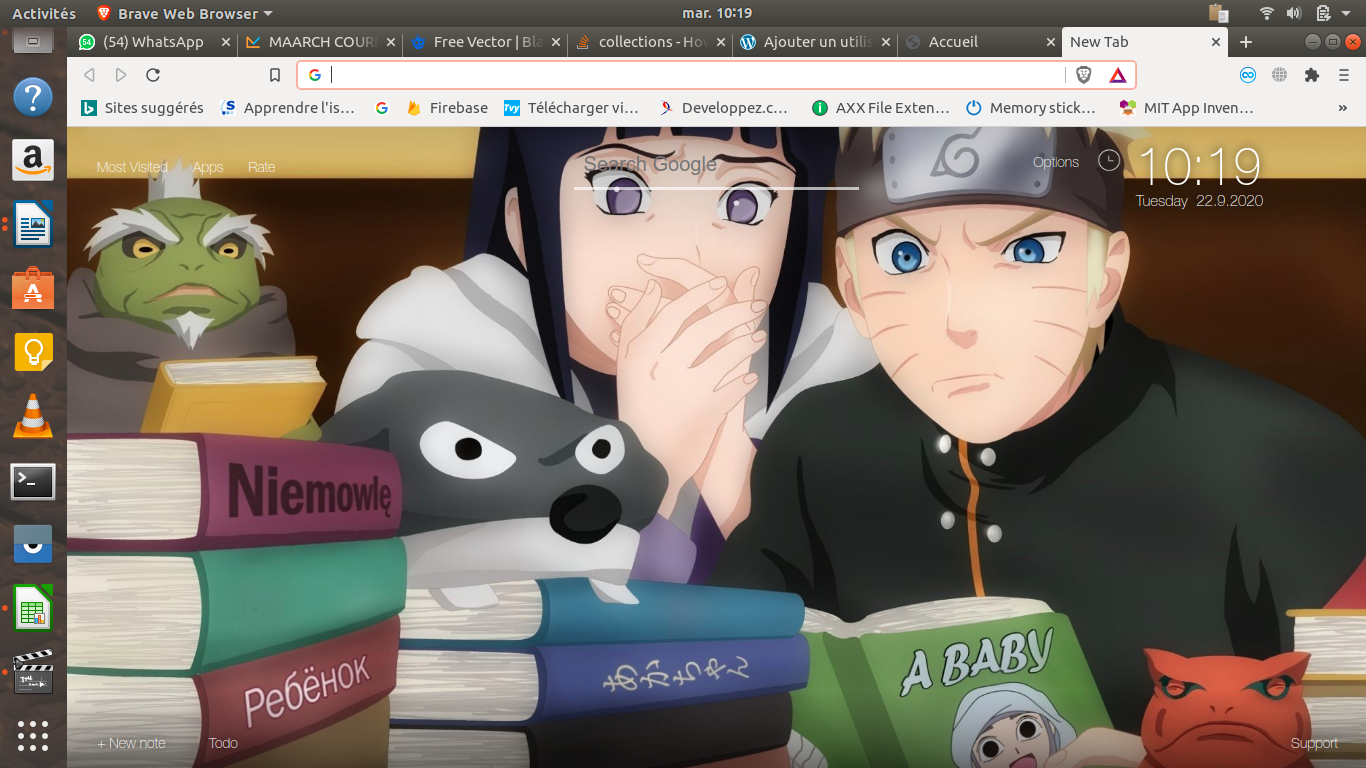 Activités Brave Web Browser mar. 10:19
(54) WhatsApp MAARCH COUR Free Vector | Bla collections - Hov Ajouter un utilis Accueil New Tab
Sites suggérés Apprendre l'is… Firebase Télécharger vi… Developpez.c… AXX File Exten… Memory stick… MIT App Inven… »
Most Visited Apps Rate Search Google Options 10:19
Tuesday 22.9.2020
Niemowlę
Ребёнок
あかちゃん
A BABY
+ New note Todo Support